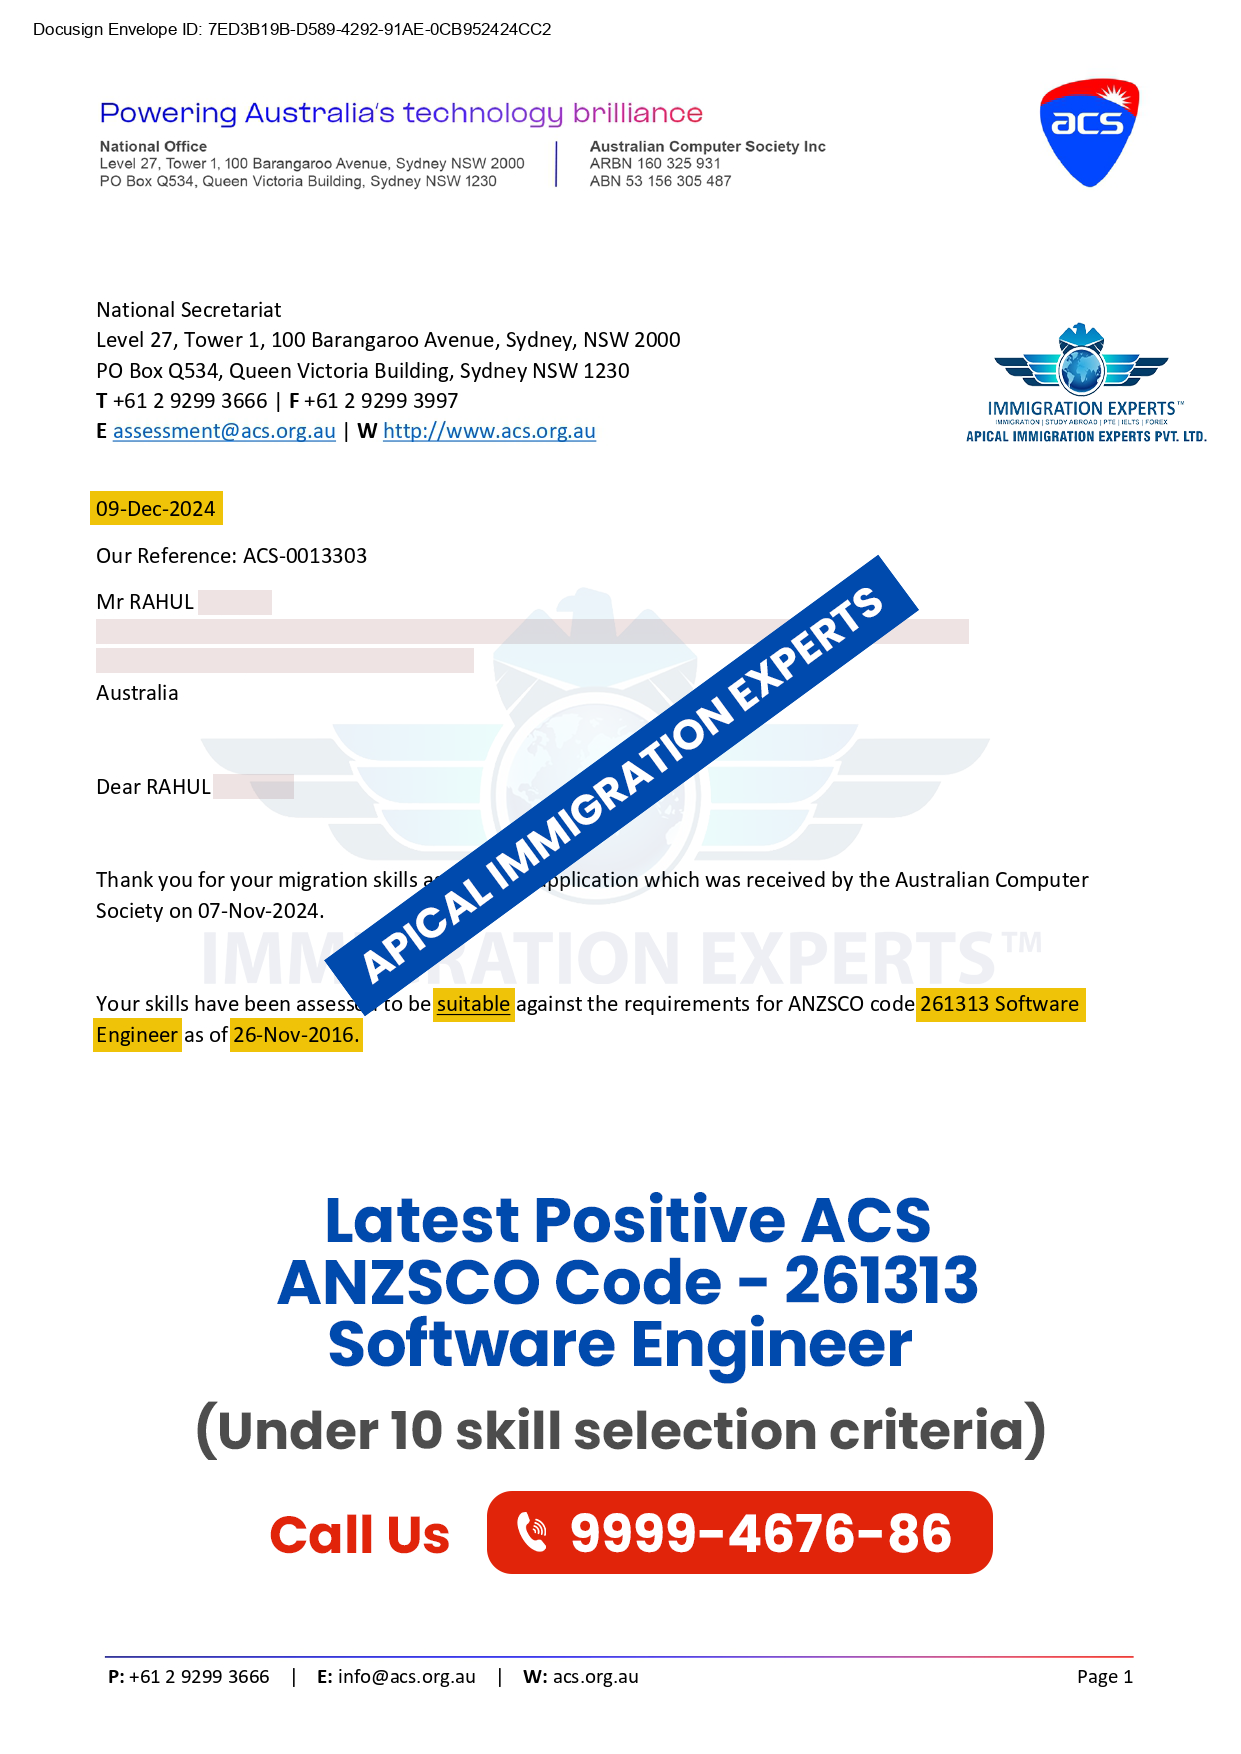 Docusign Envelope ID: 7ED3B19B-D589-4292-91AE-0CB952424CC2
Powering Australia's technology brilliance
National Office
Level 27, Tower 1, 100 Barangaroo Avenue, Sydney NSW 2000
PO Box Q534, Queen Victoria Building, Sydney NSW 1230
Australian Computer Society Inc
ARBN 160 325 931
ABN 53 156 305 487
acs
National Secretariat
Level 27, Tower 1, 100 Barangaroo Avenue, Sydney, NSW 2000
PO Box Q534, Queen Victoria Building, Sydney NSW 1230
T +61 2 9299 3666 | F +61 2 9299 3997
E assessment@acs.org.au | W http://www.acs.org.au
IMMIGRATION EXPERTS™
IMMIGRATION | STUDY ABROAD | PTE | IELTS | FOREX
APICAL IMMIGRATION EXPERTS PVT. LTD.
09-Dec-2024
Our Reference: ACS-0013303
Mr RAHUL
Australia
Dear RAHUL
APICAL IMMIGRATION EXPERTS
Thank you for your migration skills application which was received by the Australian Computer
Society on 07-Nov-2024.
IMMIGRATION EXPERTS™
Your skills have been assessed to be suitable against the requirements for ANZSCO code 261313 Software
Engineer as of 26-Nov-2016.
Latest Positive ACS
ANZSCO Code - 261313
Software Engineer
(Under 10 skill selection criteria)
Call Us 9999-4676-86
P: +61 2 9299 3666 | E: info@acs.org.au | W: acs.org.au Page 1